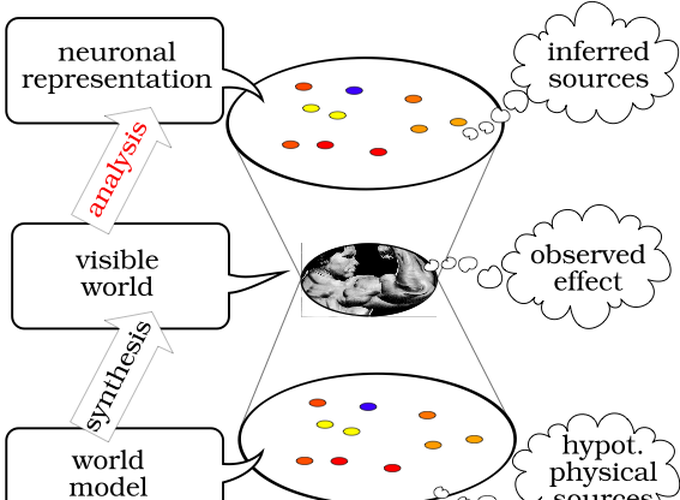 neuronal
representation
inferred
sources
analysis
visible
world
observed
effect
synthesis
world
model
hypot.
physical
sources